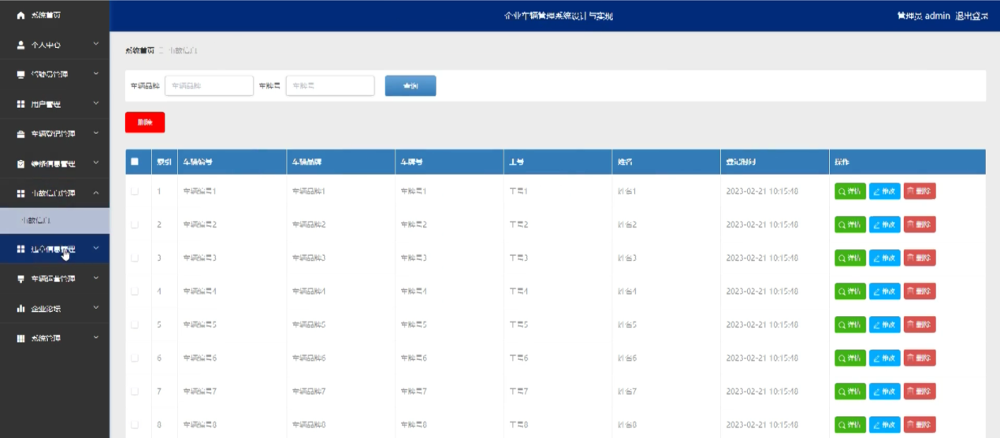 企业车辆管理系统设计与实现
管理员 admin 退出登录
系统首页
个人中心
驾驶员管理
用户管理
车辆登记管理
维修信息管理
事故信息管理
事故信息
违章信息管理
车辆运营管理
企业论坛
系统管理
系统首页 事故信息
车辆品牌 车辆品牌 车牌号 车牌号 查询
删除
索引 车辆编号 车辆品牌 车牌号 工号 姓名 登记时间 操作
1 车辆编号1 车辆品牌1 车牌号1 工号1 姓名1 2023-02-21 10:15:48 详情 修改 删除
2 车辆编号2 车辆品牌2 车牌号2 工号2 姓名2 2023-02-21 10:15:48 详情 修改 删除
3 车辆编号3 车辆品牌3 车牌号3 工号3 姓名3 2023-02-21 10:15:48 详情 修改 删除
4 车辆编号4 车辆品牌4 车牌号4 工号4 姓名4 2023-02-21 10:15:48 详情 修改 删除
5 车辆编号5 车辆品牌5 车牌号5 工号5 姓名5 2023-02-21 10:15:48 详情 修改 删除
6 车辆编号6 车辆品牌6 车牌号6 工号6 姓名6 2023-02-21 10:15:48 详情 修改 删除
7 车辆编号7 车辆品牌7 车牌号7 工号7 姓名7 2023-02-21 10:15:48 详情 修改 删除
8 车辆编号8 车辆品牌8 车牌号8 工号8 姓名8 2023-02-21 10:15:48 详情 修改 删除